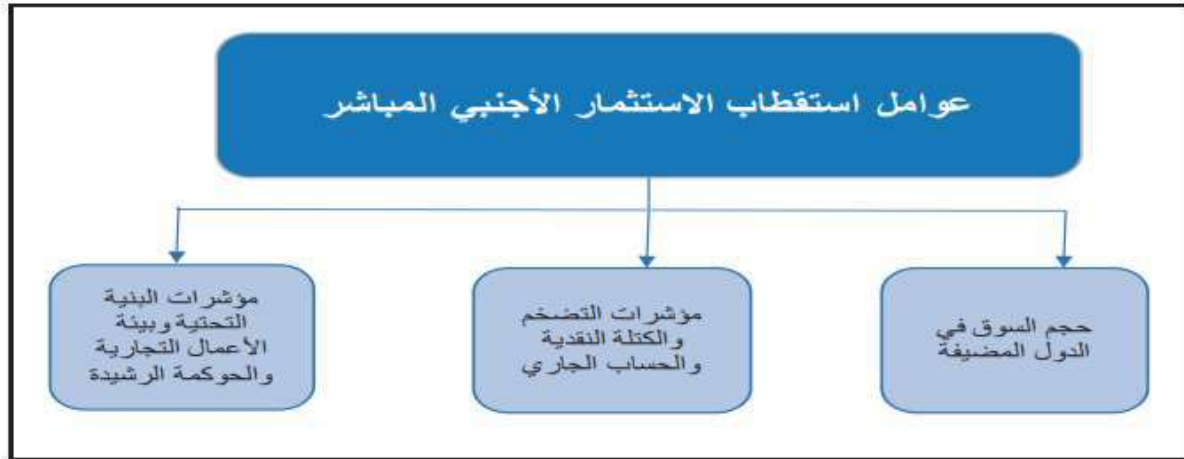 عوامل استقطاب الاستثمار الأجنبي المباشر
حجم السوق في
الدول المضيفة
مؤشرات التضخم
والكتلة النقدية
والحساب الجاري
مؤشرات البنية
التحتية وبيئة
الأعمال التجارية
والحوكمة الرشيدة